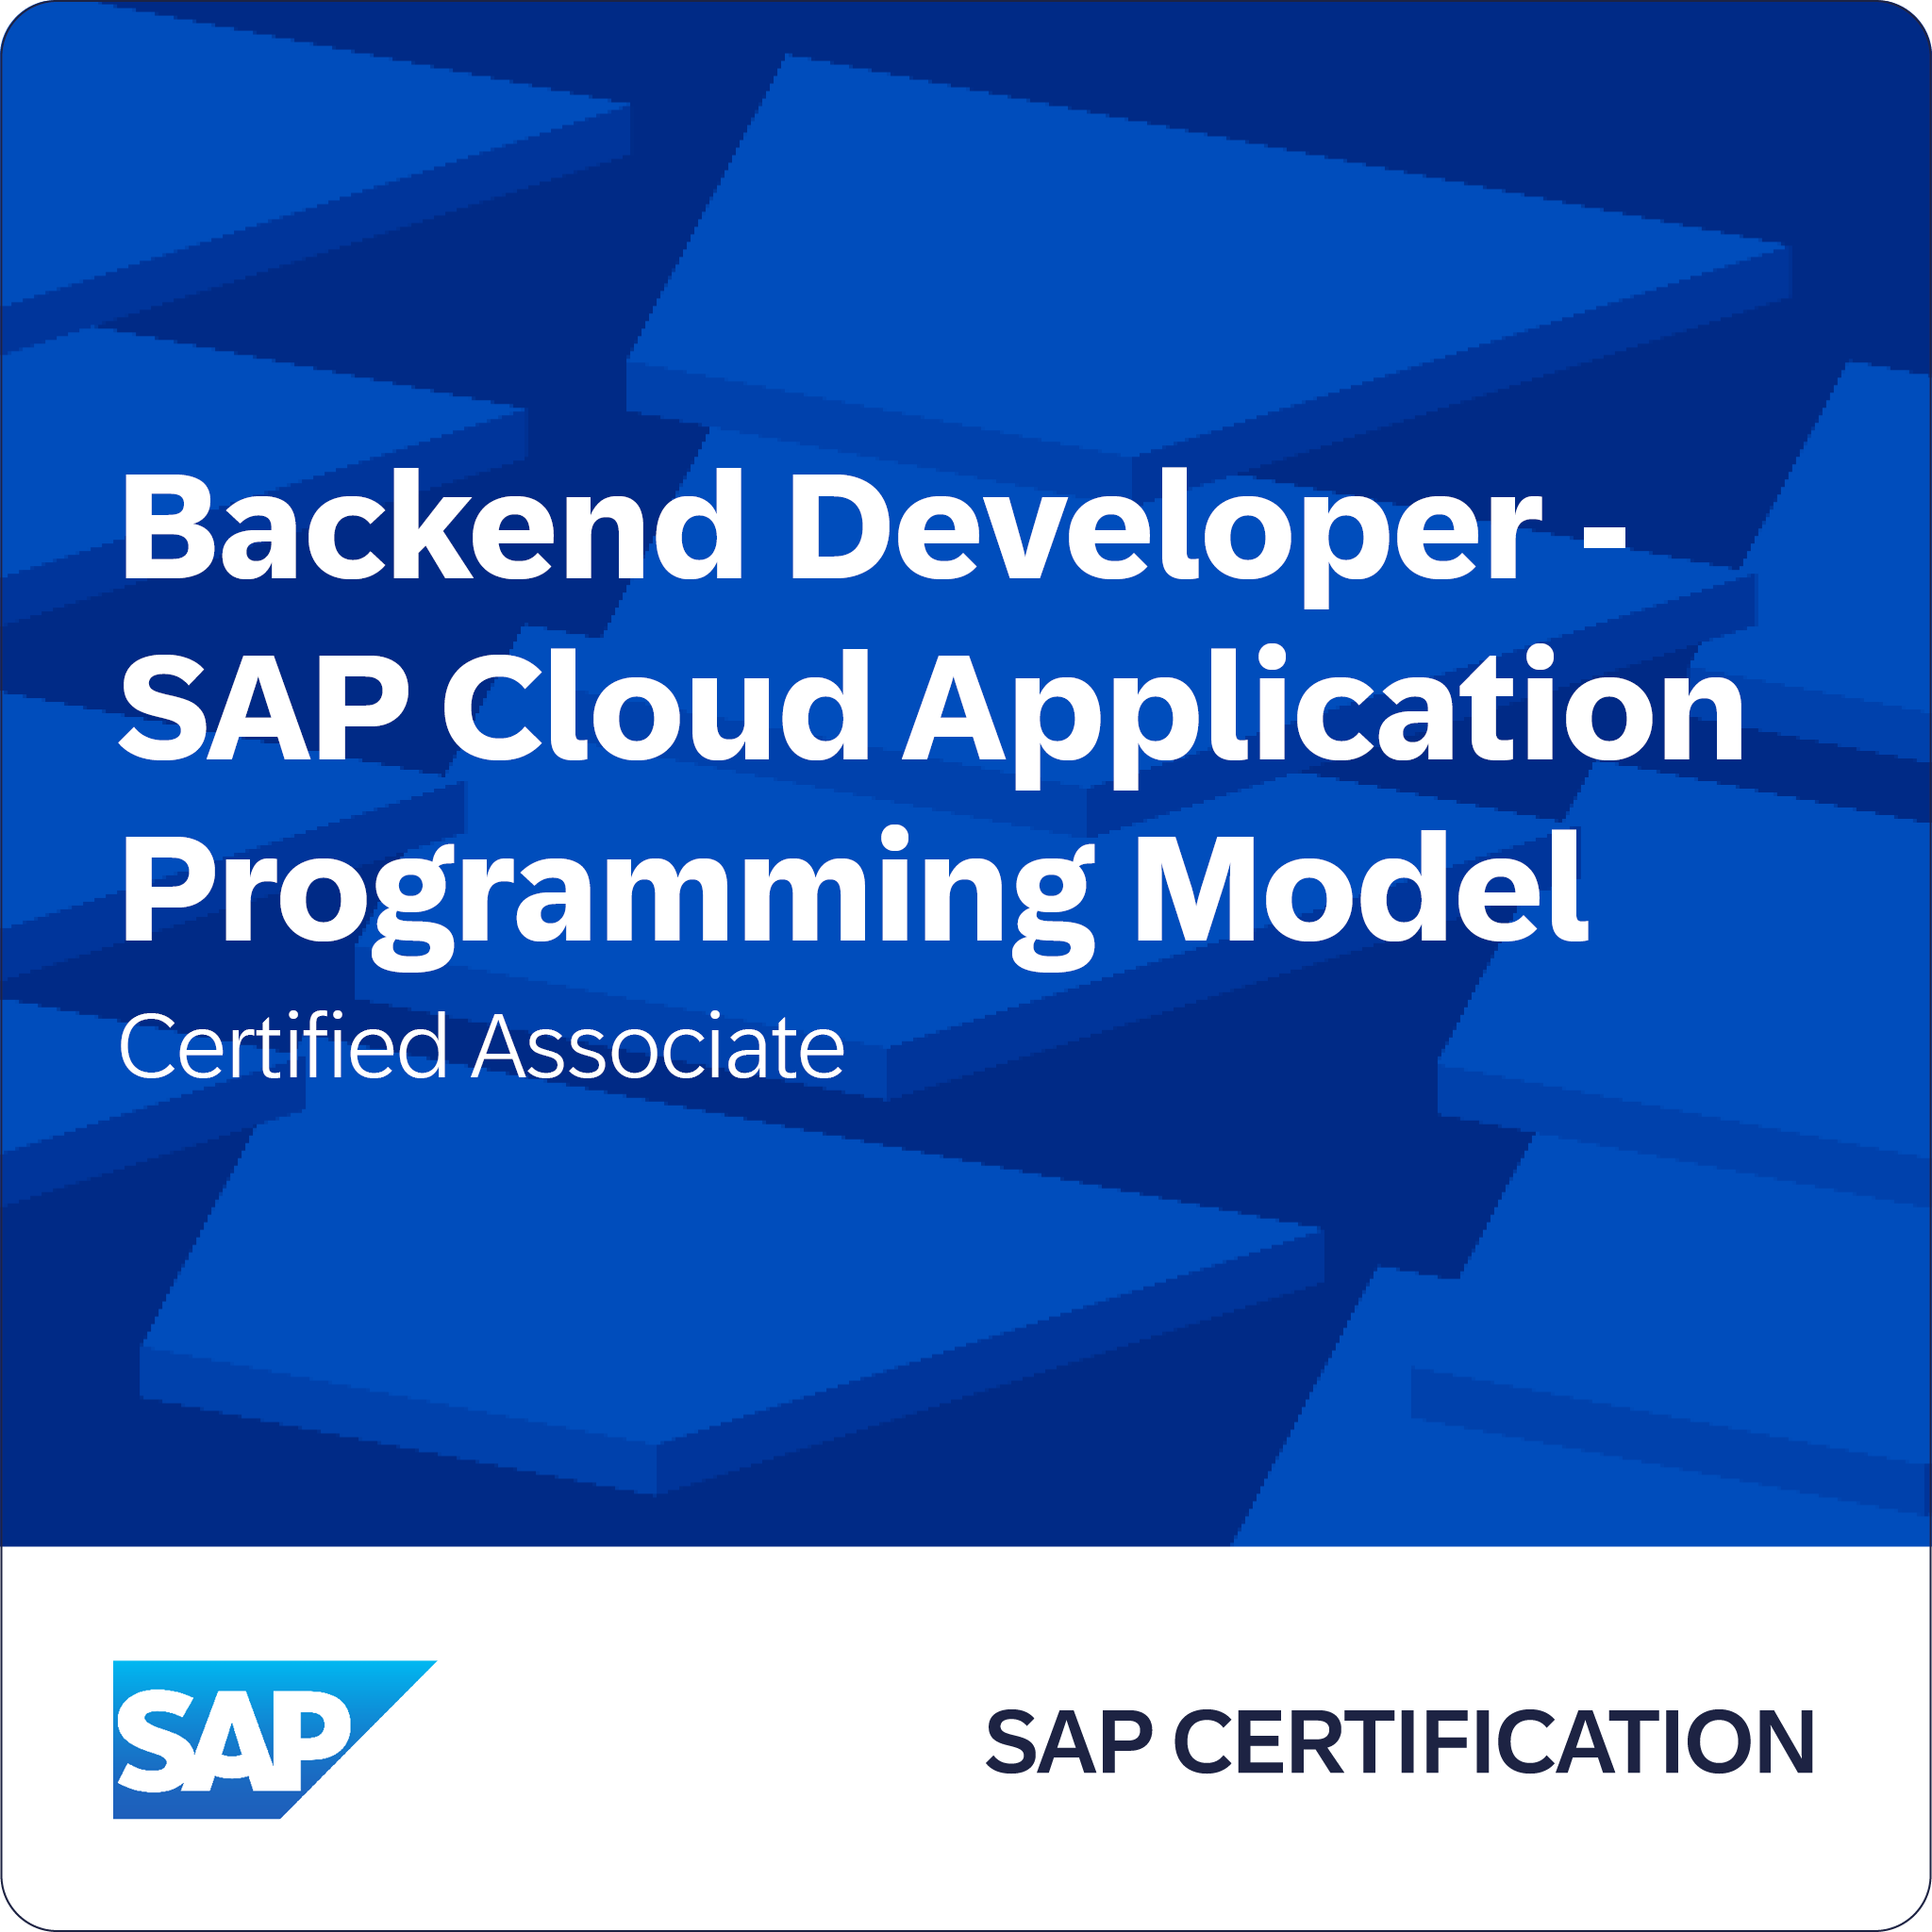 Backend Developer -
SAP Cloud Application
Programming Model
Certified Associate
SAP
SAP CERTIFICATION